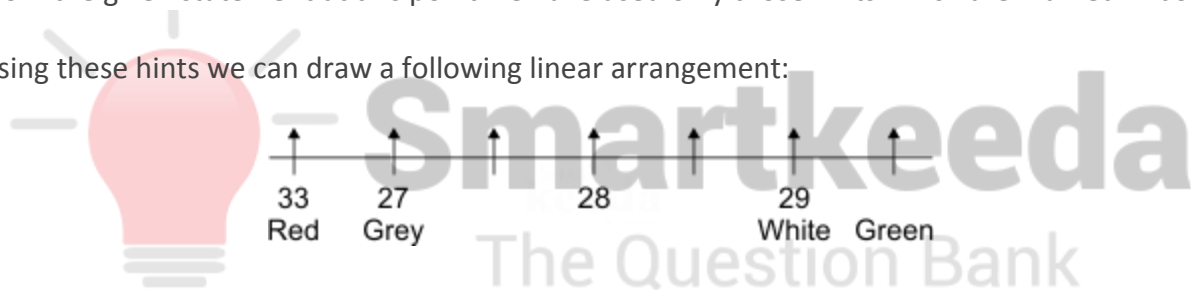 sing these hints we can draw a following linear arrangement:
Smartkeeda
33 27 28 29
Red Grey White Green
The Question Bank